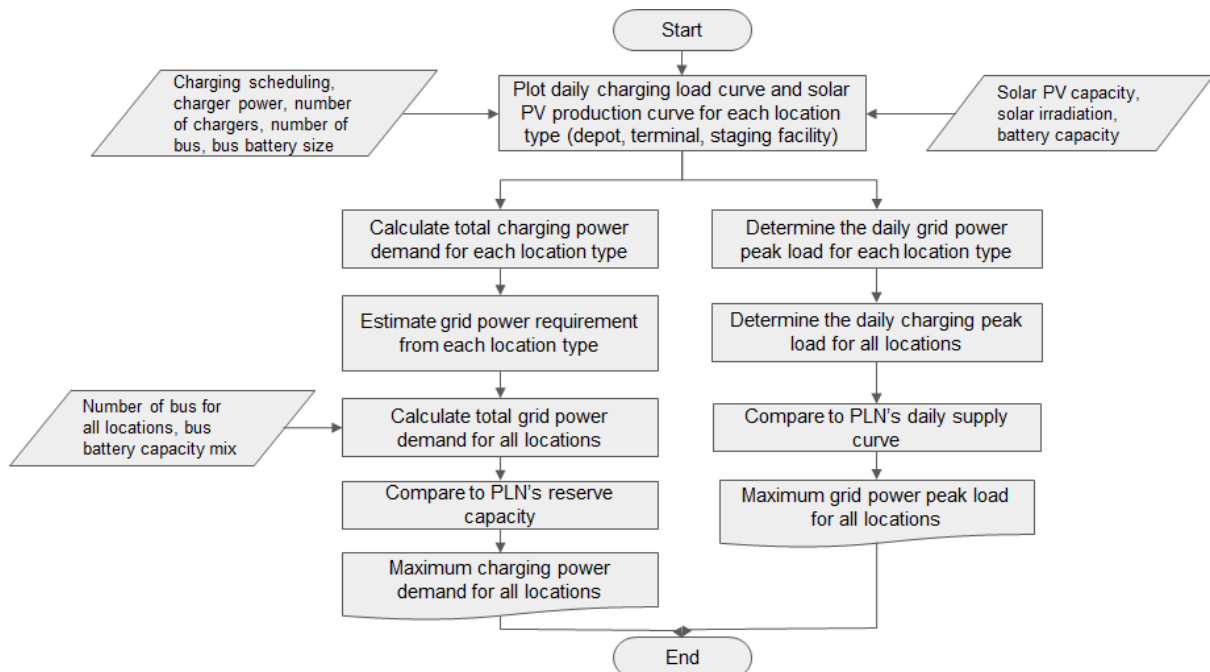 Start
Charging scheduling,
charger power, number
of chargers, number of
bus, bus battery size
Plot daily charging load curve and solar
PV production curve for each location
type (depot, terminal, staging facility)
Solar PV capacity,
solar irradiation,
battery capacity
Calculate total charging power
demand for each location type
Determine the daily grid power
peak load for each location type
Estimate grid power requirement
from each location type
Determine the daily charging peak
load for all locations
Number of bus for
all locations, bus
battery capacity mix
Calculate total grid power
demand for all locations
Compare to PLN's daily supply
curve
Compare to PLN's reserve
capacity
Maximum grid power peak load
for all locations
Maximum charging power
demand for all locations
End